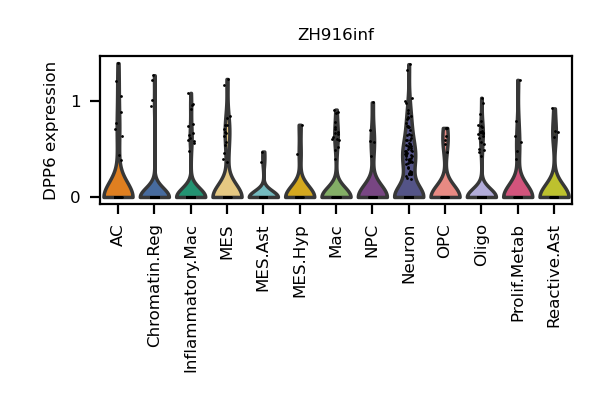 ZH916inf
DPP6 expression
1
0
AC
Chromatin.Reg
Inflammatory.Mac
MES
MES.Ast
MES.Hyp
Mac
NPC
Neuron
OPC
Oligo
Prolif.Metab
Reactive.Ast